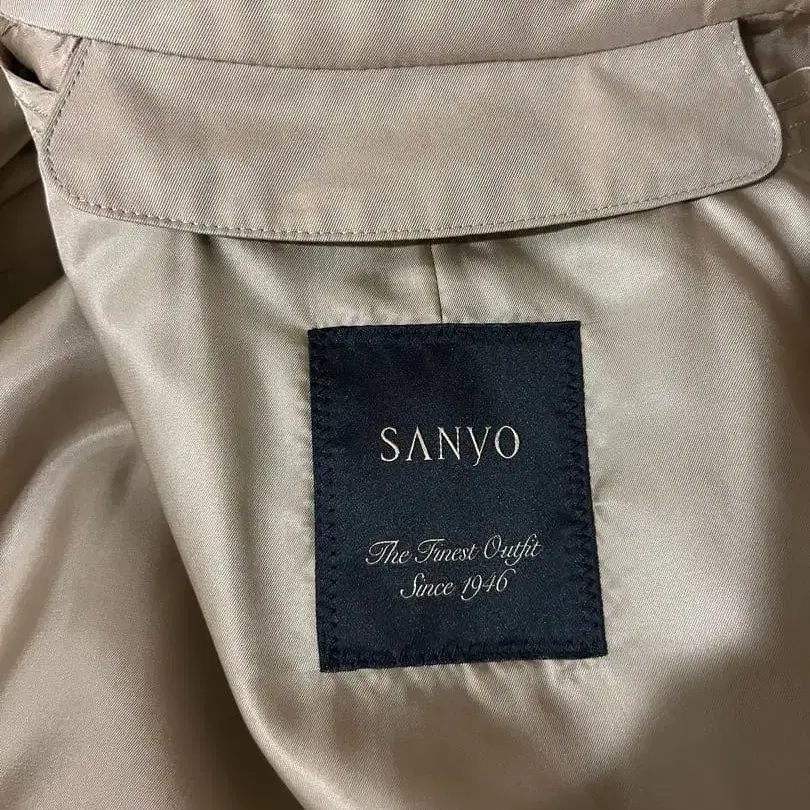 SANYO
The Finest Outfit
Since 1946